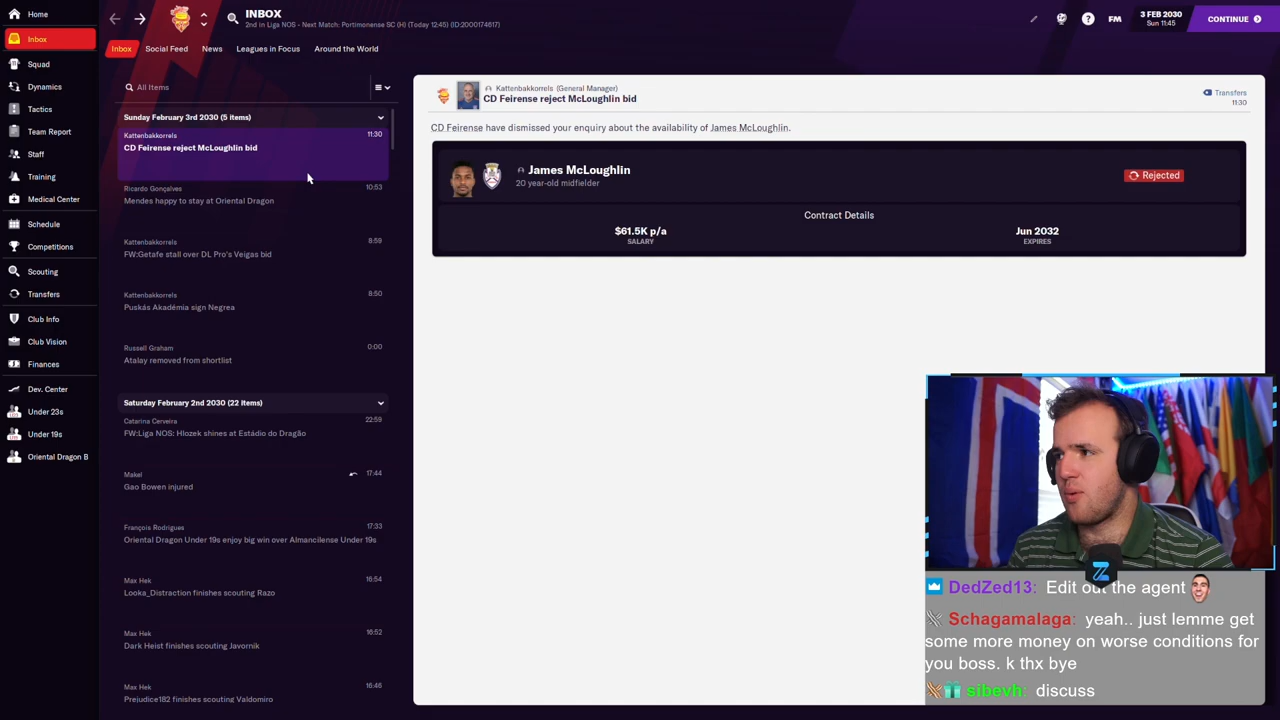 Home
Inbox
Squad
Dynamics
Tactics
Team Report
Staff
Training
Medical Center
Schedule
Competitions
Scouting
Transfers
Club Info
Club Vision
Finances
Dev. Center
Under 23s
Under 19s
Oriental Dragon B
INBOX
2nd in Liga NOS - Next Match: Portimonense SC (H) (Today 12:45) (ID:2000174617)
FM
3 FEB 2030
Sun 11:45
CONTINUE
Inbox Social Feed News Leagues in Focus Around the World
All Items
Sunday February 3rd 2030 (5 items)
Kattenbakkorrels 11:30
CD Feirense reject McLoughlin bid
Ricardo Gonçalves 10:53
Mendes happy to stay at Oriental Dragon
Kattenbakkorrels 8:59
FW:Getafe stall over DL Pro's Veigas bid
Kattenbakkorrels 8:50
Puskás Akadémia sign Negrea
Russell Graham 0:00
Atalay removed from shortlist
Saturday February 2nd 2030 (22 items)
Catarina Cerveira 22:59
FW:Liga NOS: Hlozek shines at Estádio do Dragão
Makel 17:44
Gao Bowen injured
François Rodrigues 17:33
Oriental Dragon Under 19s enjoy big win over Almancilense Under 19s
Max Hek 16:54
Looka_Distraction finishes scouting Razo
Max Hek 16:52
Dark Heist finishes scouting Javornik
Max Hek 16:46
Prejudice182 finishes scouting Valdomiro
Kattenbakkorrels (General Manager)
CD Feirense reject McLoughlin bid
Transfers
11:30
CD Feirense have dismissed your enquiry about the availability of James McLoughlin.
James McLoughlin
20 year-old midfielder
Rejected
Contract Details
$61.5K p/a Jun 2032
SALARY EXPIRES
DedZed13: Edit out the agent
Schagamalaga: yeah.. just lemme get
some more money on worse conditions for
you boss. k thx bye
sibevh: discuss